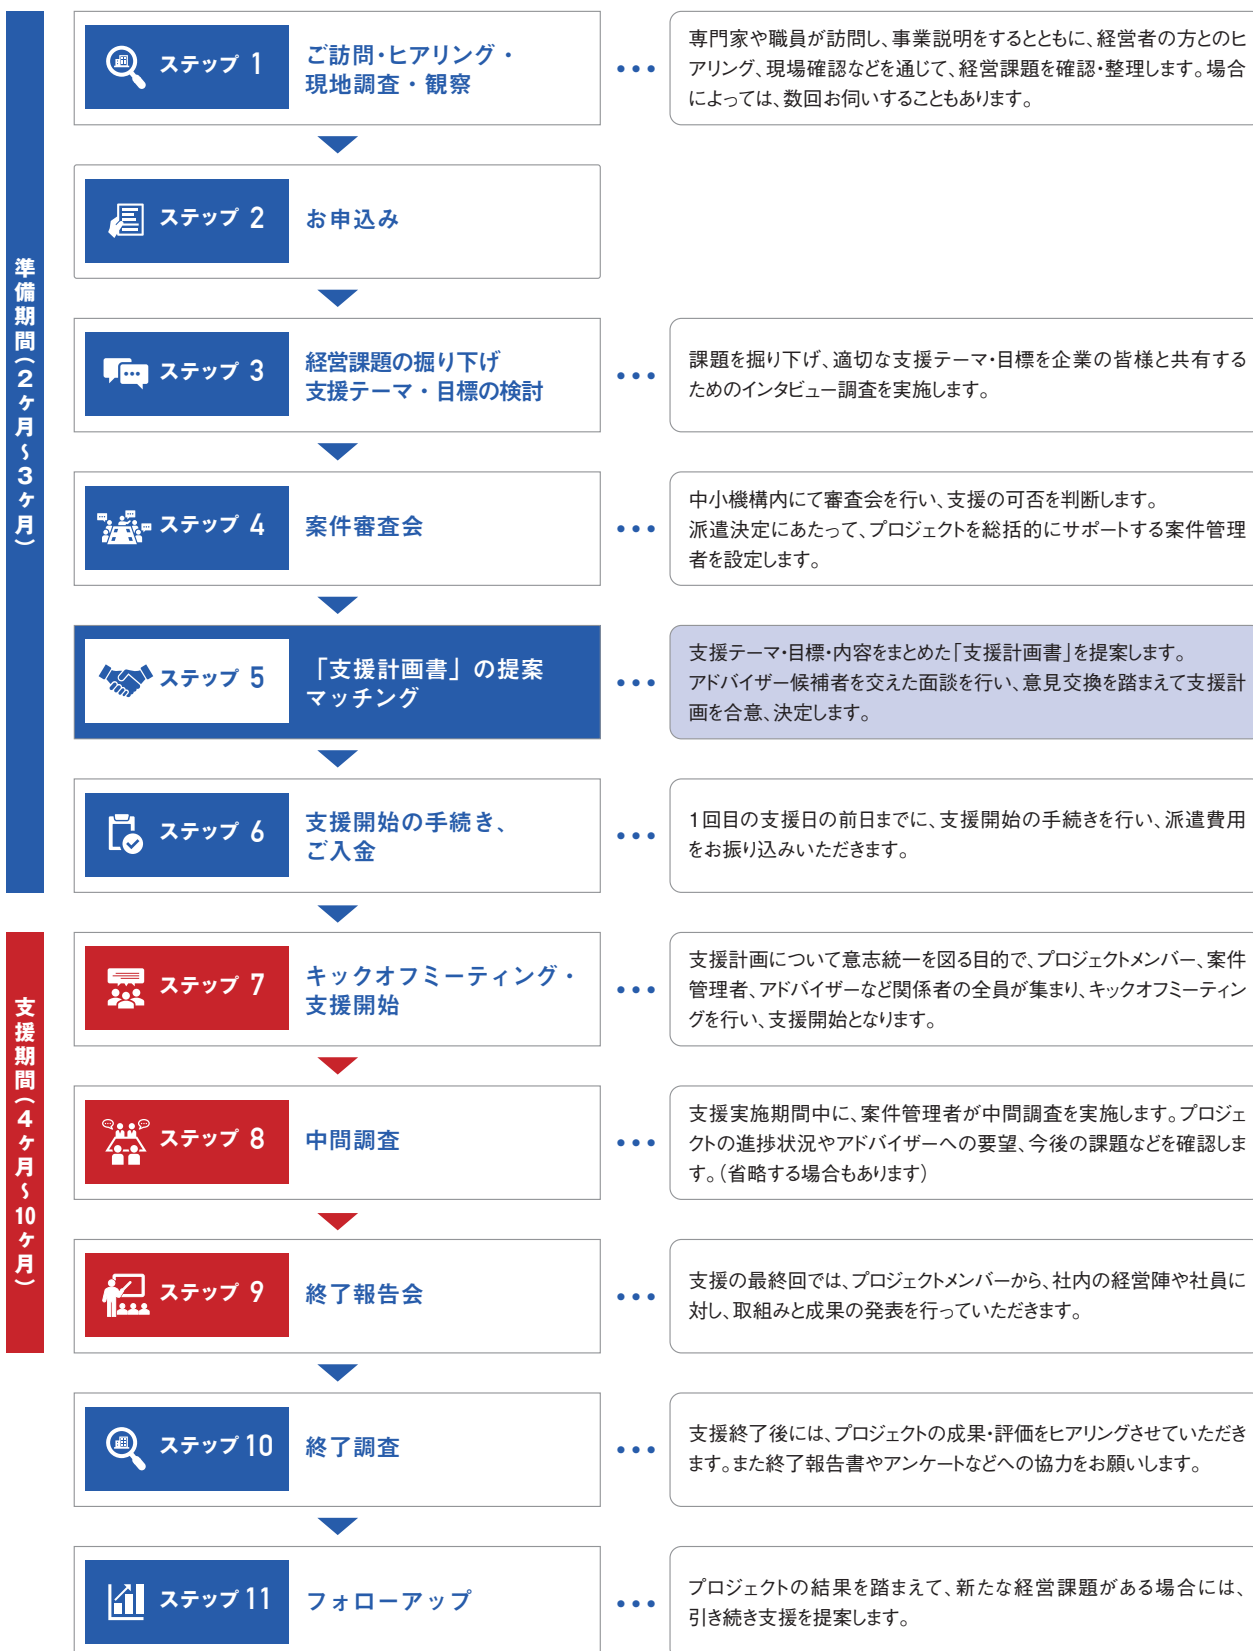 準備期間（2ヶ月〜3ヶ月）
ステップ 1
ご訪問・ヒアリング・
現地調査・観察
専門家や職員が訪問し、事業説明をするとともに、経営者の方とのヒ
アリング、現場確認などを通じて、経営課題を確認・整理します。場合
によっては、数回お伺いすることもあります。
ステップ 2
お申込み
ステップ 3
経営課題の掘り下げ
支援テーマ・目標の検討
課題を掘り下げ、適切な支援テーマ・目標を企業の皆様と共有する
ためのインタビュー調査を実施します。
ステップ 4
案件審査会
中小機構内にて審査会を行い、支援の可否を判断します。
派遣決定にあたって、プロジェクトを総括的にサポートする案件管理
者を設定します。
ステップ 5
「支援計画書」の提案
マッチング
支援テーマ・目標・内容をまとめた「支援計画書」を提案します。
アドバイザー候補者を交えた面談を行い、意見交換を踏まえて支援計
画を合意、決定します。
ステップ 6
支援開始の手続き、
ご入金
1回目の支援日の前日までに、支援開始の手続きを行い、派遣費用
をお振り込みいただきます。
支援期間（4ヶ月〜10ヶ月）
ステップ 7
キックオフミーティング・
支援開始
支援計画について意志統一を図る目的で、プロジェクトメンバー、案件
管理者、アドバイザーなど関係者の全員が集まり、キックオフミーティン
グを行い、支援開始となります。
ステップ 8
中間調査
支援実施期間中に、案件管理者が中間調査を実施します。プロジェ
クトの進捗状況やアドバイザーへの要望、今後の課題などを確認しま
す。（省略する場合もあります）
ステップ 9
終了報告会
支援の最終回では、プロジェクトメンバーから、社内の経営陣や社員に
対し、取組みと成果の発表を行っていただきます。
ステップ 10
終了調査
支援終了後には、プロジェクトの成果・評価をヒアリングさせていただき
ます。また終了報告書やアンケートなどへの協力をお願いします。
ステップ 11
フォローアップ
プロジェクトの結果を踏まえて、新たな経営課題がある場合には、
引き続き支援を提案します。